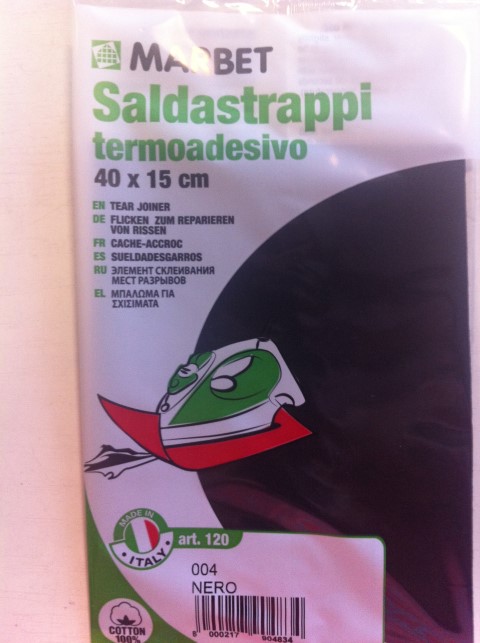 MARBET
Saldastrappi
termoadesivo
40 x 15 cm
EN TEAR JOINER
DE FLICKEN ZUM REPARIEREN
VON RISSEN
FR CACHE-ACCROC
ES SUELDADESGARROS
RU ЭЛЕМЕНТ СКЛЕИВАНИЯ
МЕСТ РАЗРЫВОВ
EL ΜΠΑΛΩΜΑ ΓΙΑ
ΣΧΙΣΙΜΑΤΑ
MADE IN
ITALY
art. 120
004
NERO
COTTON
100%
8 000217 904834